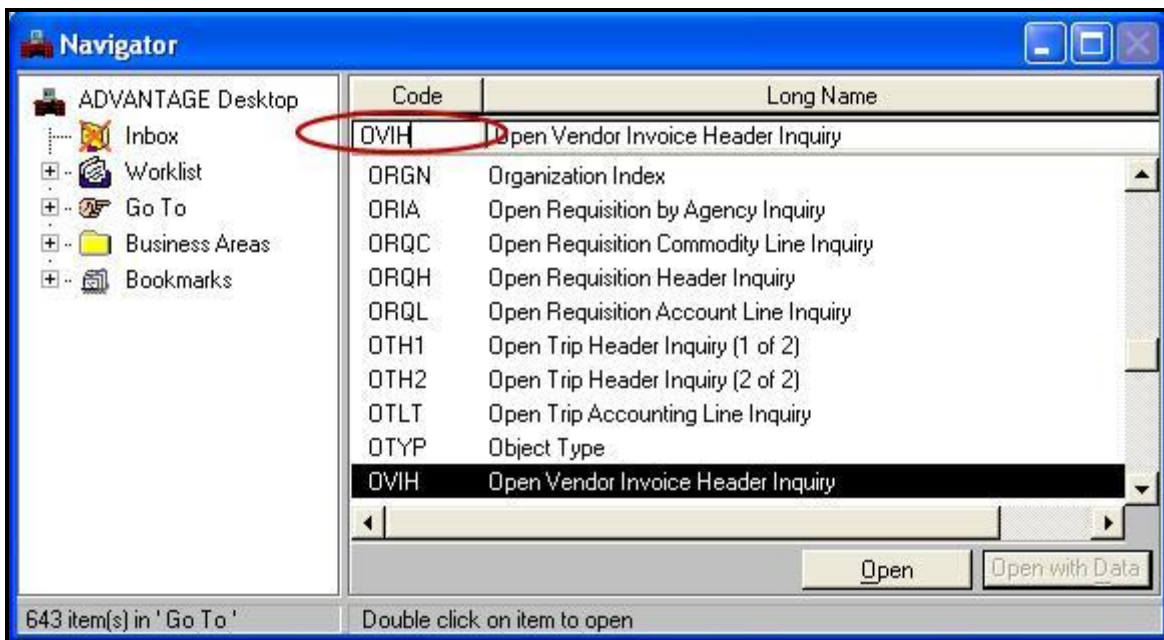 Navigator
ADVANTAGE Desktop
Inbox
Worklist
Go To
Business Areas
Bookmarks
Code Long Name
OVIH Open Vendor Invoice Header Inquiry
ORGN Organization Index
ORIA Open Requisition by Agency Inquiry
ORQC Open Requisition Commodity Line Inquiry
ORQH Open Requisition Header Inquiry
ORQL Open Requisition Account Line Inquiry
OTH1 Open Trip Header Inquiry (1 of 2)
OTH2 Open Trip Header Inquiry (2 of 2)
OTLT Open Trip Accounting Line Inquiry
OTYP Object Type
OVIH Open Vendor Invoice Header Inquiry
Open Open with Data
643 item(s) in ' Go To ' Double click on item to open